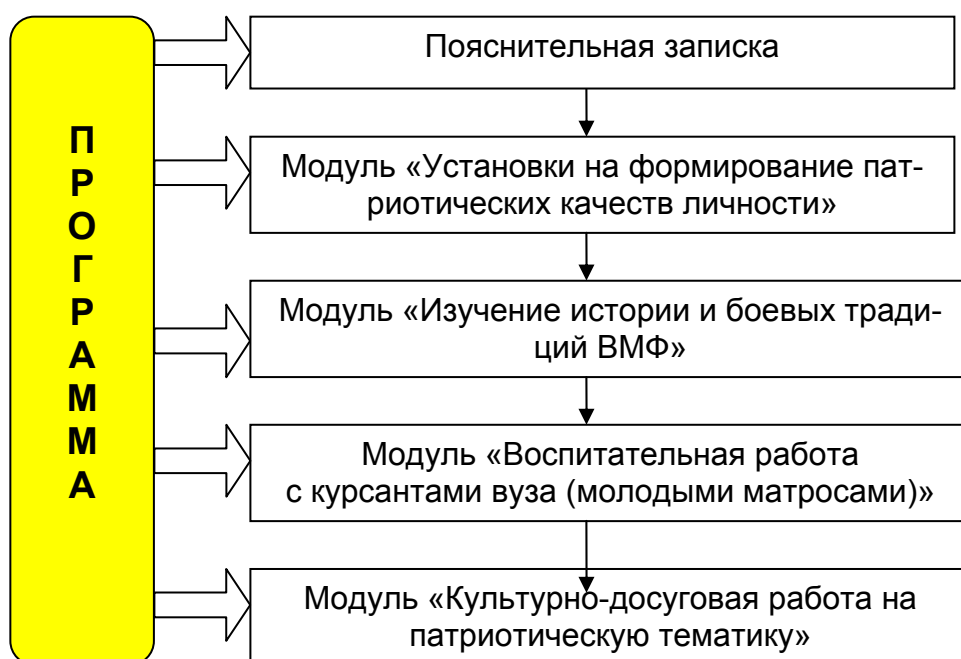 ПРОГРАММА
Пояснительная записка
Модуль «Установки на формирование пат-
риотических качеств личности»
Модуль «Изучение истории и боевых тради-
ций ВМФ»
Модуль «Воспитательная работа
с курсантами вуза (молодыми матросами)»
Модуль «Культурно-досуговая работа на
патриотическую тематику»